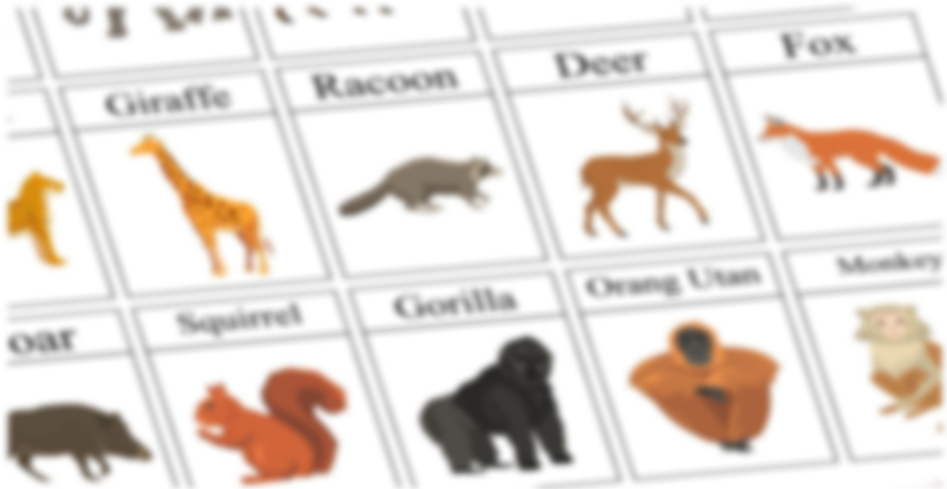 Giraffe
Racoon
Deer
Fox
oar
Squirrel
Gorilla
Orang Utan
Monkey